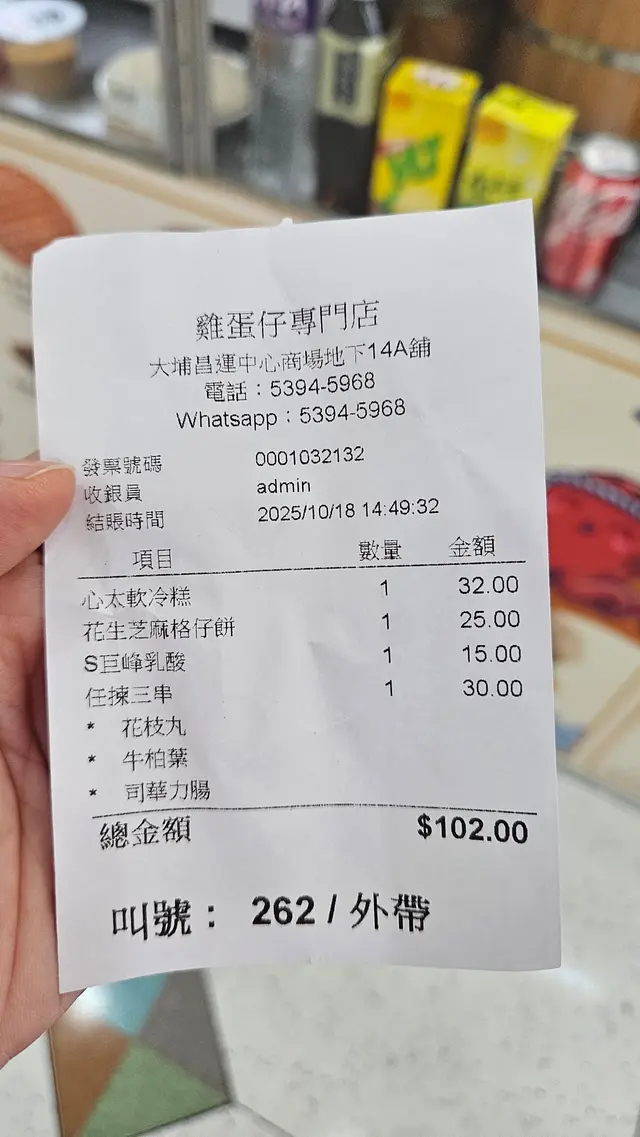 雞蛋仔專門店
大埔昌運中心商場地下14A舖
電話：5394-5968
Whatsapp：5394-5968
發票號碼 0001032132
收銀員 admin
結賬時間 2025/10/18 14:49:32
項目 數量 金額
心太軟冷糕 1 32.00
花生芝麻格仔餅 1 25.00
S巨峰乳酸 1 15.00
任揀三串 1 30.00
* 花枝丸
* 牛柏葉
* 司華力腸
總金額 $102.00
叫號： 262 / 外帶